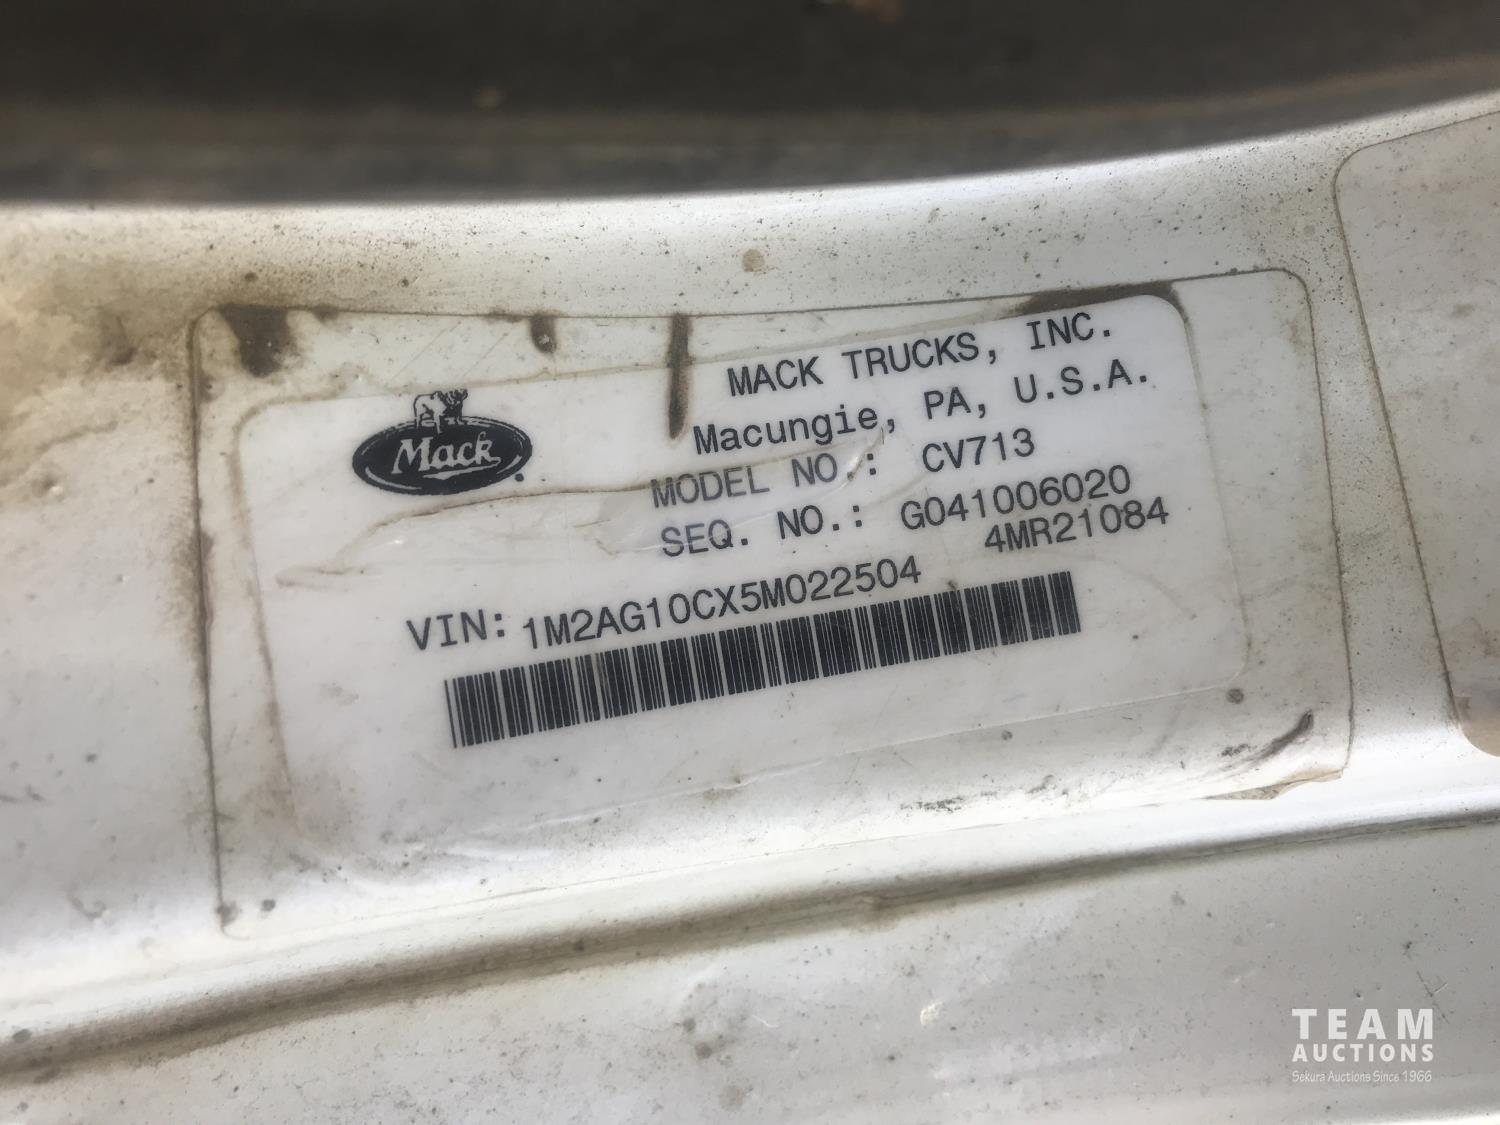 MACK TRUCKS, INC.
Macungie, PA, U.S.A.
Mack
MODEL NO.: CV713
SEQ. NO.: G041006020
4MR21084
VIN: 1M2AG10CX5M022504
TEAM
AUCTIONS
Sekura Auctions Since 1966